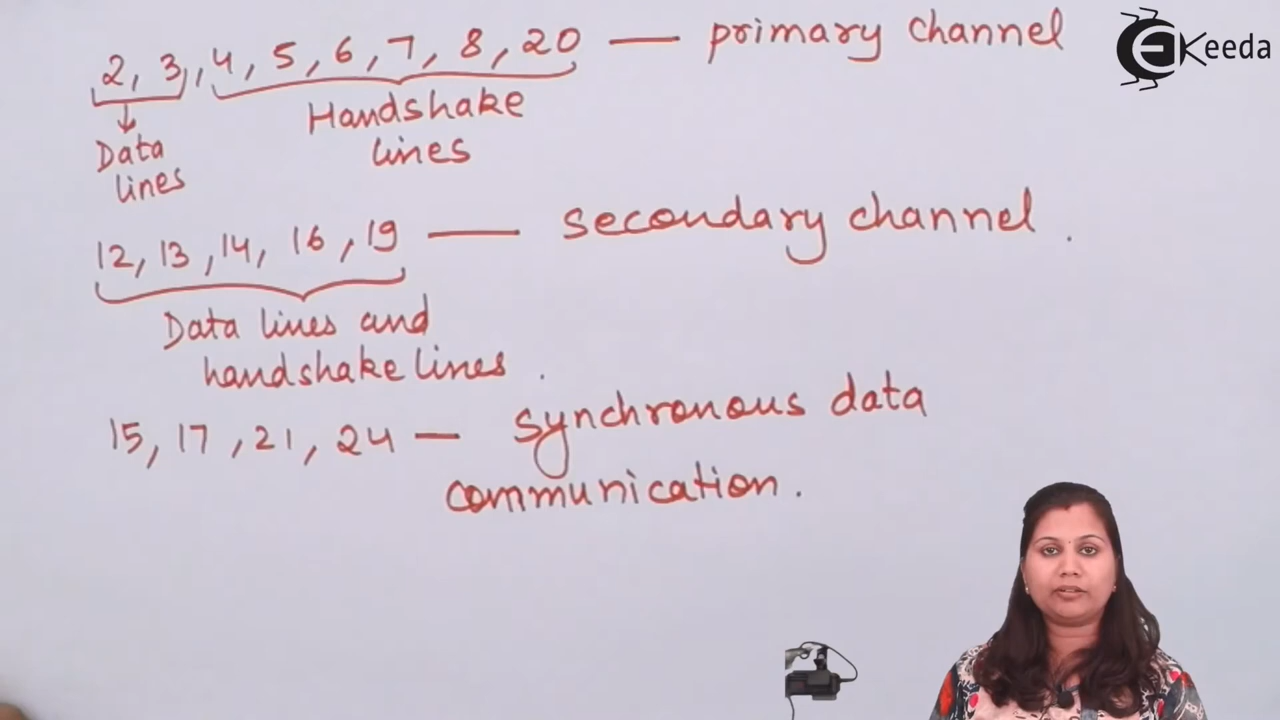 2, 3, 4, 5, 6, 7, 8, 20 — primary channel
Data lines
Handshake lines
12, 13, 14, 16, 19 — secondary channel.
Data lines and
handshake lines.
15, 17, 21, 24 — synchronous data
communication.
Keeda